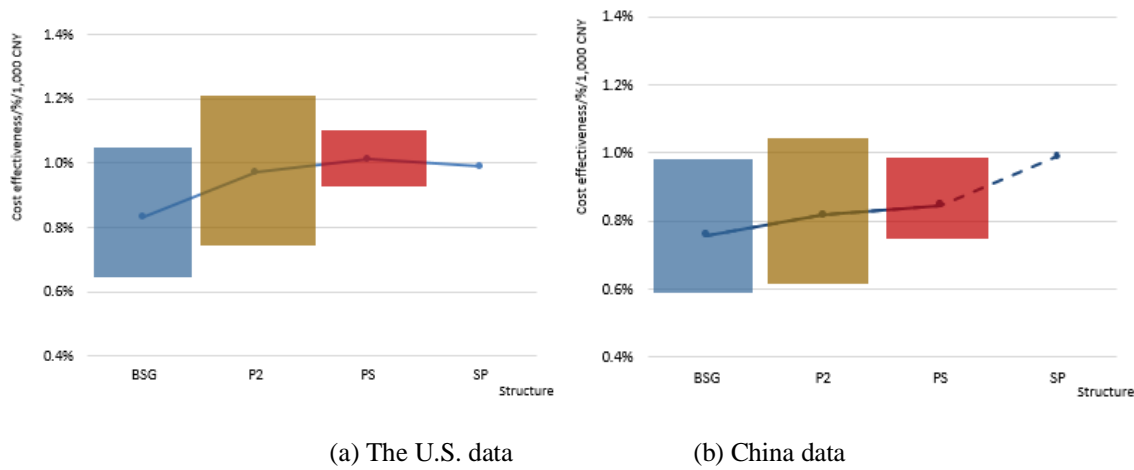 Cost effectiveness/%/1,000 CNY
1.4%
1.2%
1.0%
0.8%
0.6%
0.4%
BSG P2 PS SP
Structure
Cost effectiveness/%/1,000 CNY
1.4%
1.2%
1.0%
0.8%
0.6%
0.4%
BSG P2 PS SP
Structure
(a) The U.S. data (b) China data